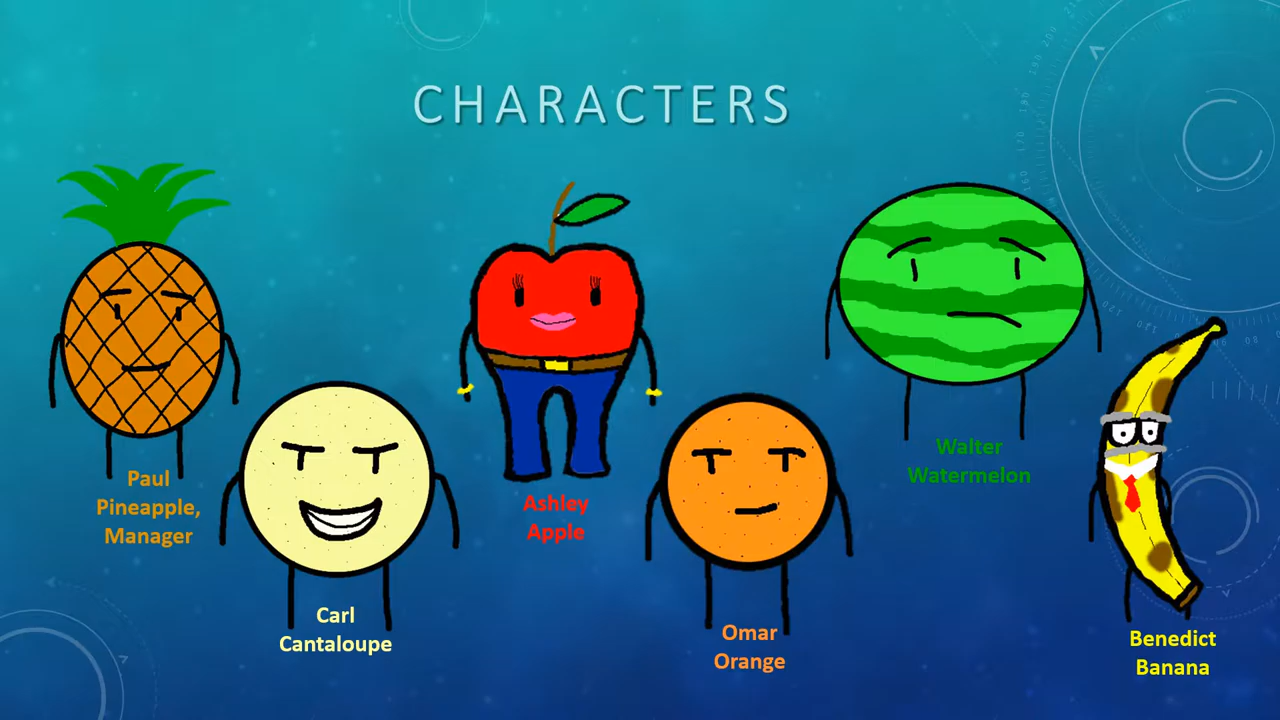 CHARACTERS
Paul
Pineapple,
Manager
Carl
Cantaloupe
Ashley
Apple
Omar
Orange
Walter
Watermelon
Benedict
Banana